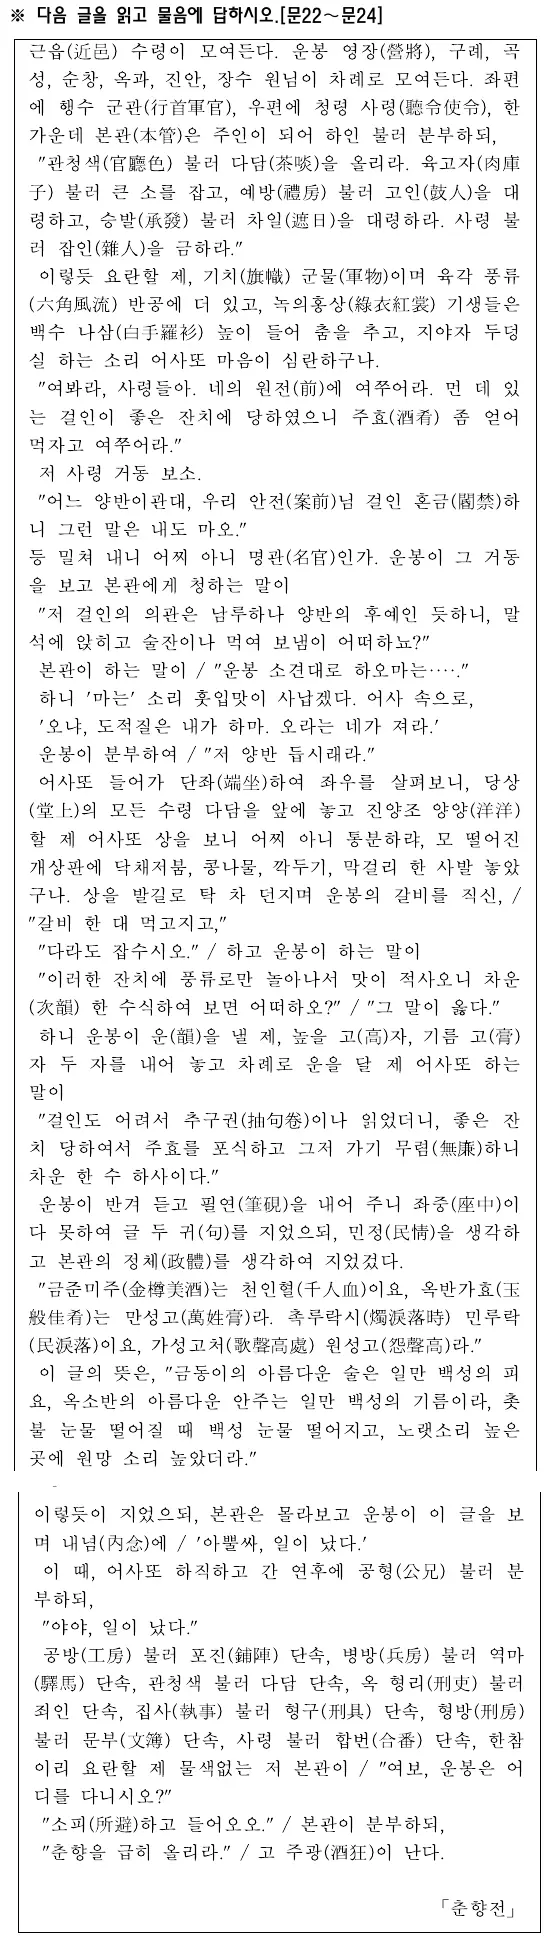 ※ 다음 글을 읽고 물음에 답하시오.[문22～문24]
근읍(近邑) 수령이 모여든다. 운봉 영장(營將), 구례, 곡
성, 순창, 옥과, 진안, 장수 원님이 차례로 모여든다. 좌편
에 행수 군관(行首軍官), 우편에 청령 사령(聽令使令), 한
가운데 본관(本管)은 주인이 되어 하인 불러 분부하되,
"관청색(官廳色) 불러 다담(茶啖)을 올리라. 육고자(肉庫
子) 불러 큰 소를 잡고, 예방(禮房) 불러 고인(鼓人)을 대
령하고, 승발(承發) 불러 차일(遮日)을 대령하라. 사령 불
러 잡인(雜人)을 금하라."
이렇듯 요란할 제, 기치(旗幟) 군물(軍物)이며 육각 풍류
(六角風流) 반공에 더 있고, 녹의홍상(綠衣紅裳) 기생들은
백수 나삼(白手羅衫) 높이 들어 춤을 추고, 지야자 두덩
실 하는 소리 어사또 마음이 심란하구나.
"여봐라, 사령들아. 네의 원전(前)에 여쭈어라. 먼 데 있
는 걸인이 좋은 잔치에 당하였으니 주효(酒肴) 좀 얻어
먹자고 여쭈어라."
저 사령 거동 보소.
"어느 양반이관대, 우리 안전(案前)님 걸인 혼금(閽禁)하
니 그런 말은 내도 마오."
등 밀쳐 내니 어찌 아니 명관(名官)인가. 운봉이 그 거동
을 보고 본관에게 청하는 말이
"저 걸인의 의관은 남루하나 양반의 후예인 듯하니, 말
석에 앉히고 술잔이나 먹여 보냄이 어떠하뇨?"
본관이 하는 말이 / "운봉 소견대로 하오마는‥‥."
하니 '마는' 소리 훗입맛이 사납겠다. 어사 속으로,
'오냐, 도적질은 내가 하마. 오라는 네가 져라.'
운봉이 분부하여 / "저 양반 듭시래라."
어사또 들어가 단좌(端坐)하여 좌우를 살펴보니, 당상
(堂上)의 모든 수령 다담을 앞에 놓고 진양조 양양(洋洋)
할 제 어사또 상을 보니 어찌 아니 통분하랴, 모 떨어진
개상판에 닥채저붐, 콩나물, 깍두기, 막걸리 한 사발 놓았
구나. 상을 발길로 탁 차 던지며 운봉의 갈비를 직신, /
"갈비 한 대 먹고지고,"
"다라도 잡수시오." / 하고 운봉이 하는 말이
"이러한 잔치에 풍류로만 놀아나서 맛이 적사오니 차운
(次韻) 한 수식하여 보면 어떠하오?" / "그 말이 옳다."
하니 운봉이 운(韻)을 낼 제, 높을 고(高)자, 기름 고(膏)
자 두 자를 내어 놓고 차례로 운을 달 제 어사또 하는
말이
"걸인도 어려서 추구권(抽句卷)이나 읽었더니, 좋은 잔
치 당하여서 주효를 포식하고 그저 가기 무렴(無廉)하니
차운 한 수 하사이다."
운봉이 반겨 듣고 필연(筆硯)을 내어 주니 좌중(座中)이
다 못하여 글 두 귀(句)를 지었으되, 민정(民情)을 생각하
고 본관의 정체(政體)를 생각하여 지었겄다.
"금준미주(金樽美酒)는 천인혈(千人血)이요, 옥반가효(玉
般佳肴)는 만성고(萬姓膏)라. 촉루락시(燭淚落時) 민루락
(民淚落)이요, 가성고처(歌聲高處) 원성고(怨聲高)라."
이 글의 뜻은, "금동이의 아름다운 술은 일만 백성의 피
요, 옥소반의 아름다운 안주는 일만 백성의 기름이라, 촛
불 눈물 떨어질 때 백성 눈물 떨어지고, 노랫소리 높은
곳에 원망 소리 높았더라."
이렇듯이 지었으되, 본관은 몰라보고 운봉이 이 글을 보
며 내념(內念)에 / '아뿔싸, 일이 났다.'
이 때, 어사또 하직하고 간 연후에 공형(公兄) 불러 분
부하되,
"야야, 일이 났다."
공방(工房) 불러 포진(鋪陣) 단속, 병방(兵房) 불러 역마
(驛馬) 단속, 관청색 불러 다담 단속, 옥 형리(刑吏) 불러
죄인 단속, 집사(執事) 불러 형구(刑具) 단속, 형방(刑房)
불러 문부(文簿) 단속, 사령 불러 합번(合番) 단속, 한참
이리 요란할 제 물색없는 저 본관이 / "여보, 운봉은 어
디를 다니시오?"
"소피(所避)하고 들어오오." / 본관이 분부하되,
"춘향을 급히 올리라." / 고 주광(酒狂)이 난다.
「춘향전」